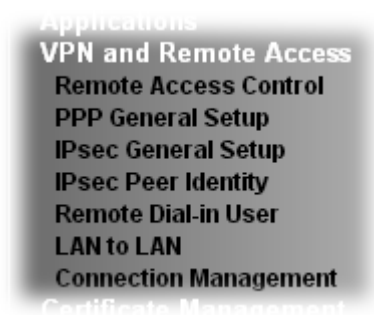 Applications
VPN and Remote Access
Remote Access Control
PPP General Setup
IPsec General Setup
IPsec Peer Identity
Remote Dial-in User
LAN to LAN
Connection Management
Certificate Management